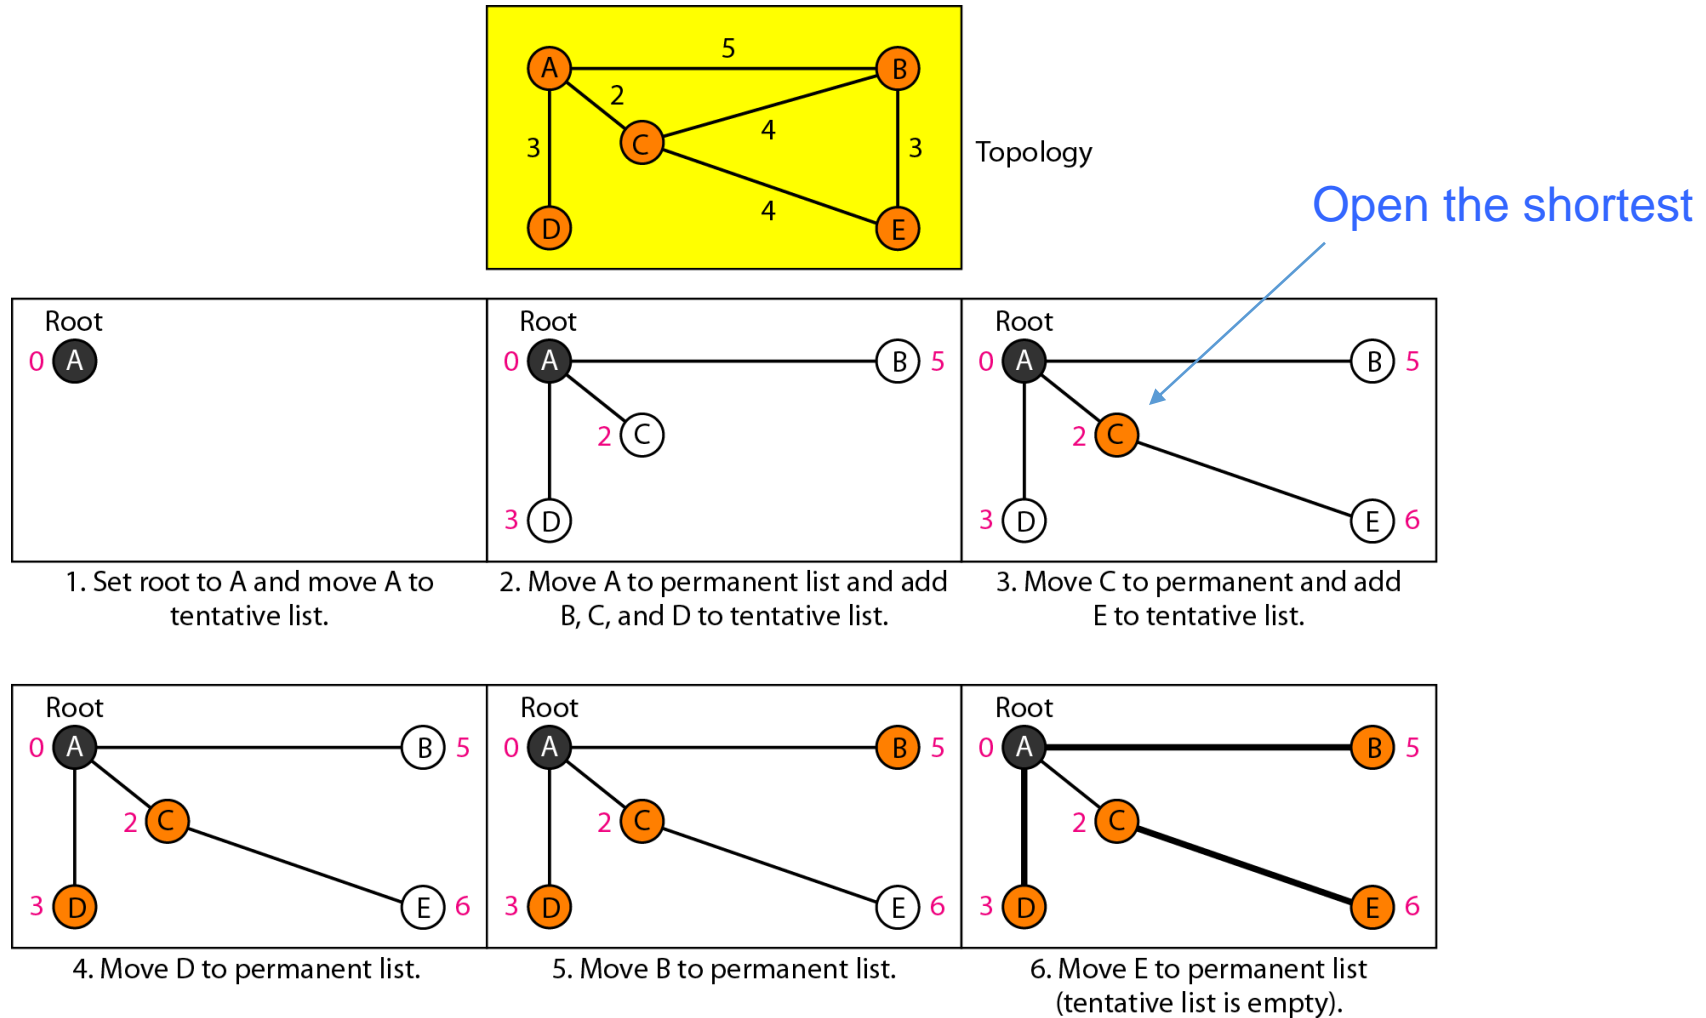 A
5
B
2
C
4
3
3
Topology
4
D
E
Open the shortest
Root
0 A
Root
0 A
B 5
2 C
3 D
Root
0 A
B 5
2 C
3 D
E 6
1. Set root to A and move A to
tentative list.
2. Move A to permanent list and add
B, C, and D to tentative list.
3. Move C to permanent and add
E to tentative list.
Root
0 A
B 5
2 C
3 D
E 6
Root
0 A
B 5
2 C
3 D
E 6
Root
0 A
B 5
2 C
3 D
E 6
4. Move D to permanent list.
5. Move B to permanent list.
6. Move E to permanent list
(tentative list is empty).